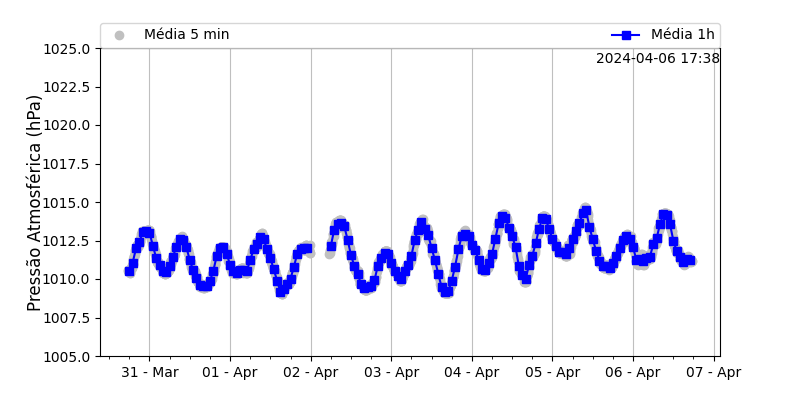 Média 5 min
Média 1h
2024-04-06 17:38
Pressão Atmosférica (hPa)
1025.0
1022.5
1020.0
1017.5
1015.0
1012.5
1010.0
1007.5
1005.0
31 - Mar
01 - Apr
02 - Apr
03 - Apr
04 - Apr
05 - Apr
06 - Apr
07 - Apr